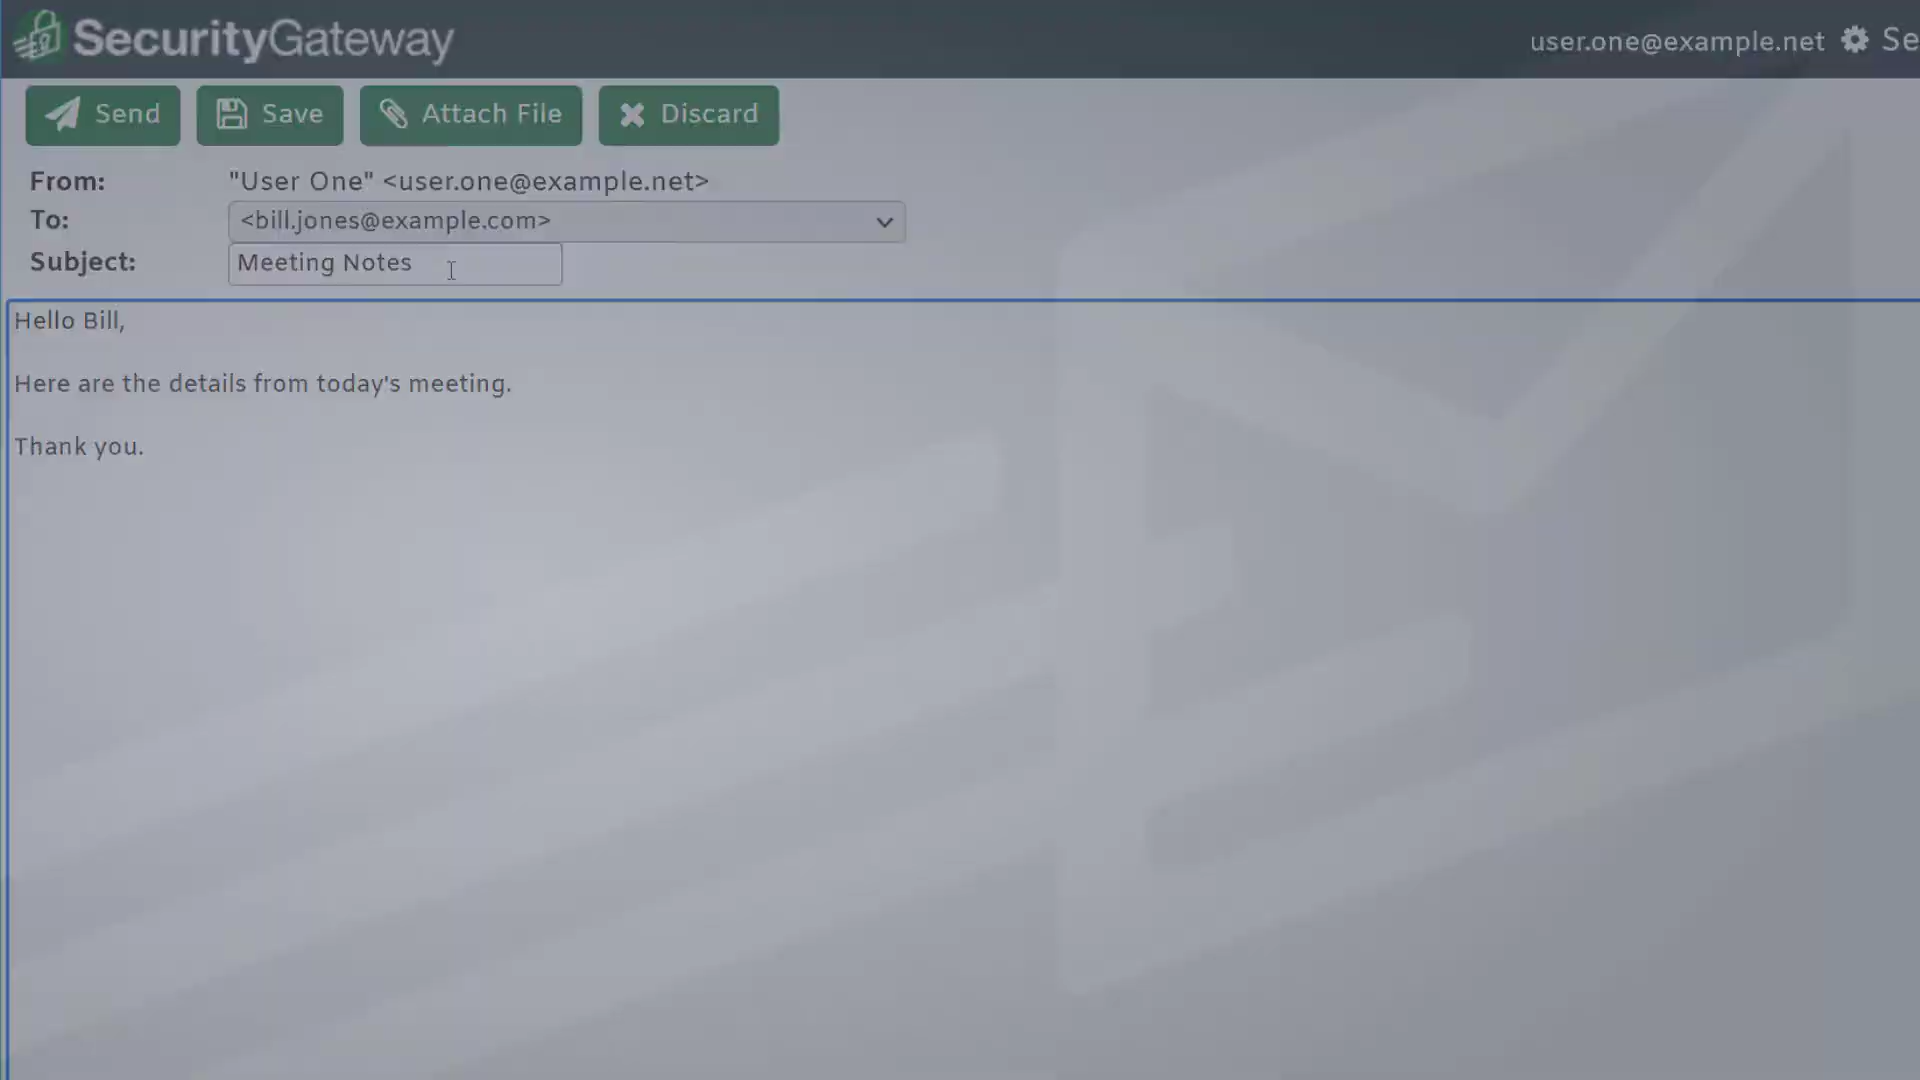 SecurityGateway
user.one@example.net Se
Send Save Attach File Discard
From: "User One" <user.one@example.net>
To: <bill.jones@example.com>
Subject: Meeting Notes
Hello Bill,
Here are the details from today's meeting.
Thank you.